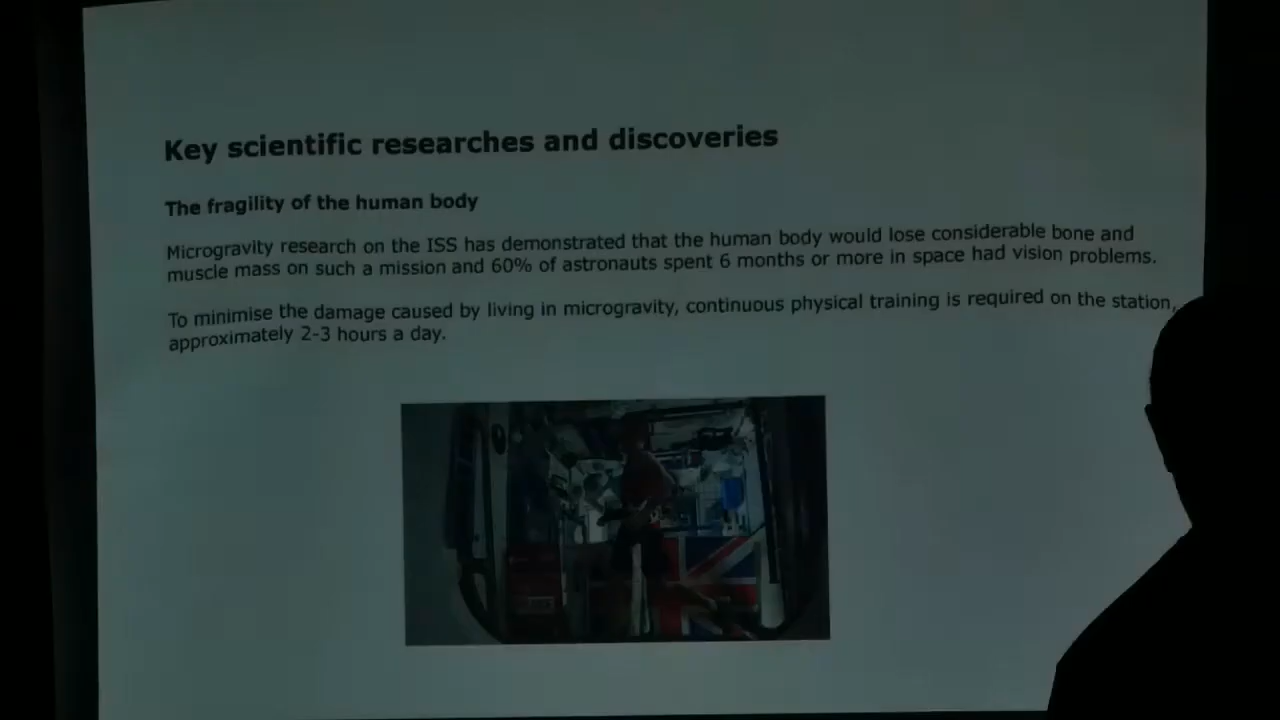 Key scientific researches and discoveries
The fragility of the human body
Microgravity research on the ISS has demonstrated that the human body would lose considerable bone and
muscle mass on such a mission and 60% of astronauts spent 6 months or more in space had vision problems.
To minimise the damage caused by living in microgravity, continuous physical training is required on the station,
approximately 2-3 hours a day.